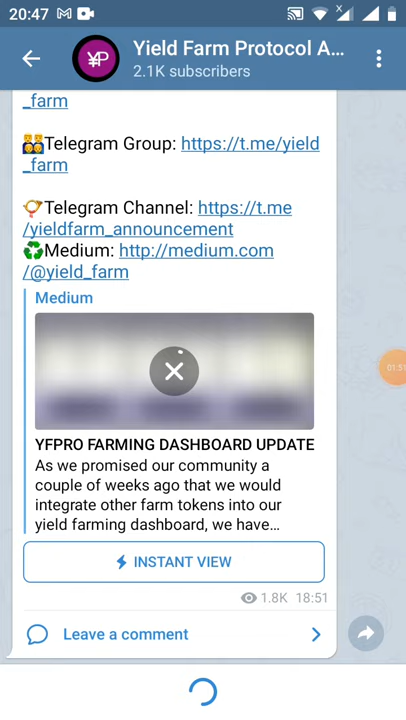 20:47
Yield Farm Protocol A...
2.1K subscribers
_farm
Telegram Group: https://t.me/yield
_farm
Telegram Channel: https://t.me
/yieldfarm_announcement
Medium: http://medium.com
/@yield_farm
Medium
01:51
YFPRO FARMING DASHBOARD UPDATE
As we promised our community a
couple of weeks ago that we would
integrate other farm tokens into our
yield farming dashboard, we have...
INSTANT VIEW
1.8K 18:51
Leave a comment